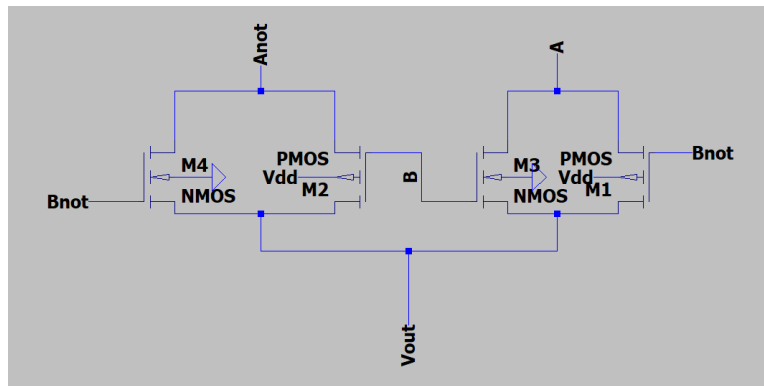 Anot
A
M4
PMOS
M3
PMOS
Bnot
Vdd
B
Vdd
M2
M1
Bnot
NMOS
NMOS
Vout